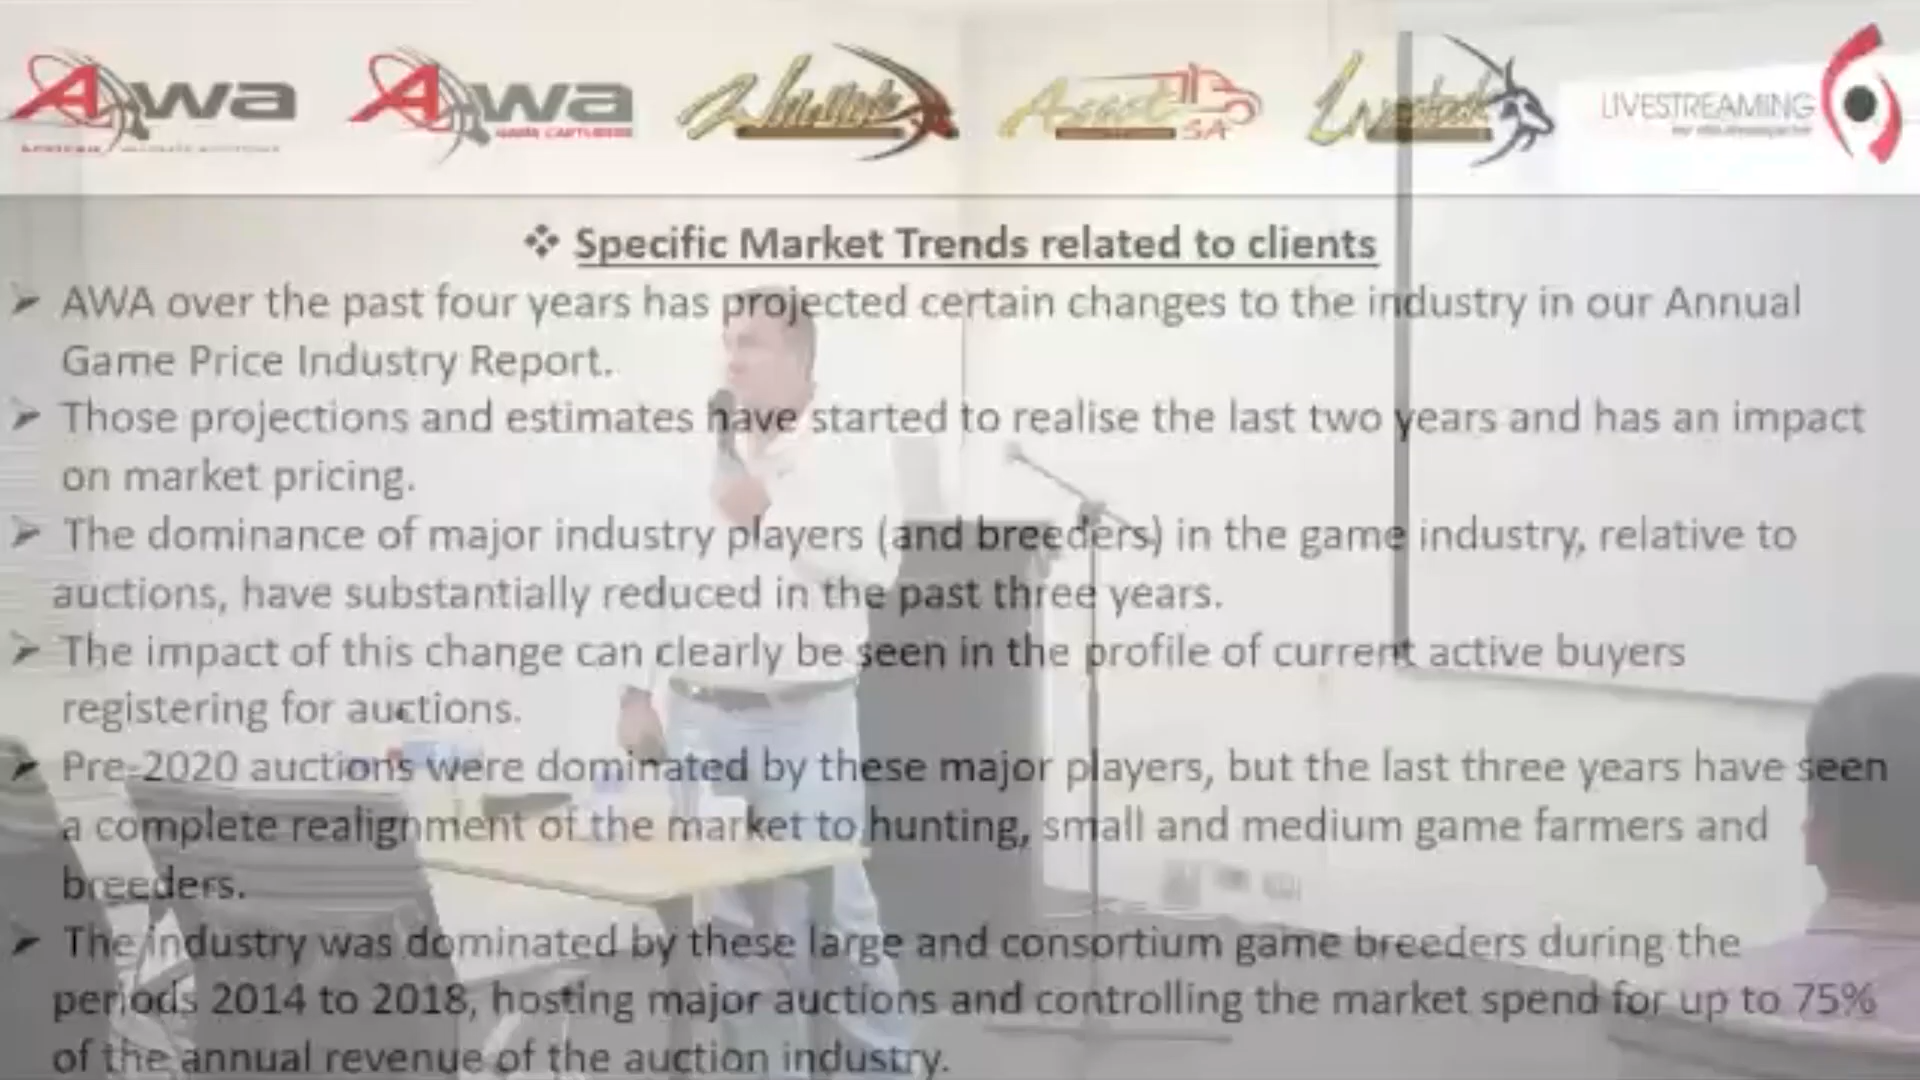 Awa
Awa
GAME CAPTURERS
Wildlife
Asset
SA
Livestock
LIVESTREAMING
❖ Specific Market Trends related to clients
➢ AWA over the past four years has projected certain changes to the industry in our Annual
Game Price Industry Report.
➢ Those projections and estimates have started to realise the last two years and has an impact
on market pricing.
➢ The dominance of major industry players (and breeders) in the game industry, relative to
auctions, have substantially reduced in the past three years.
➢ The impact of this change can clearly be seen in the profile of current active buyers
registering for auctions.
➢ Pre-2020 auctions were dominated by these major players, but the last three years have seen
a complete realignment of the market to hunting, small and medium game farmers and
breeders.
➢ The industry was dominated by these large and consortium game breeders during the
periods 2014 to 2018, hosting major auctions and controlling the market spend for up to 75%
of the annual revenue of the auction industry.